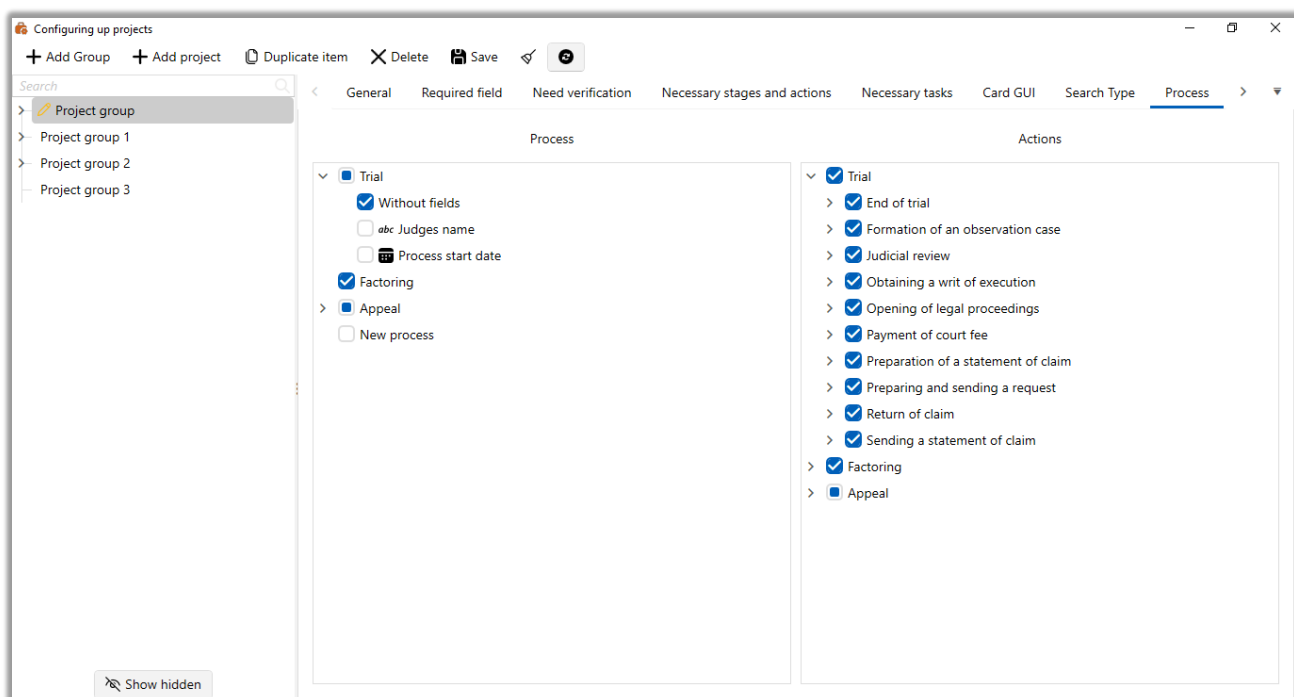 Configuring up projects
Add Group Add project Duplicate item Delete Save
Search
Project group
Project group 1
Project group 2
Project group 3
Show hidden
General Required field Need verification Necessary stages and actions Necessary tasks Card GUI Search Type Process
Process
Trial
Without fields
abc Judges name
Process start date
Factoring
Appeal
New process
Actions
Trial
End of trial
Formation of an observation case
Judicial review
Obtaining a writ of execution
Opening of legal proceedings
Payment of court fee
Preparation of a statement of claim
Preparing and sending a request
Return of claim
Sending a statement of claim
Factoring
Appeal